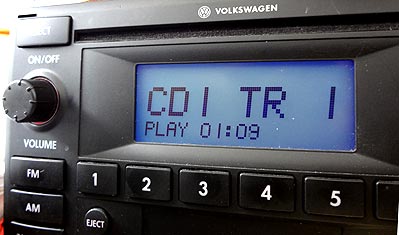 VOLKSWAGEN
EJECT
ON/OFF
CD1 TR 1
PLAY 01:09
VOLUME
FM
1
2
3
4
5
AM
EJECT